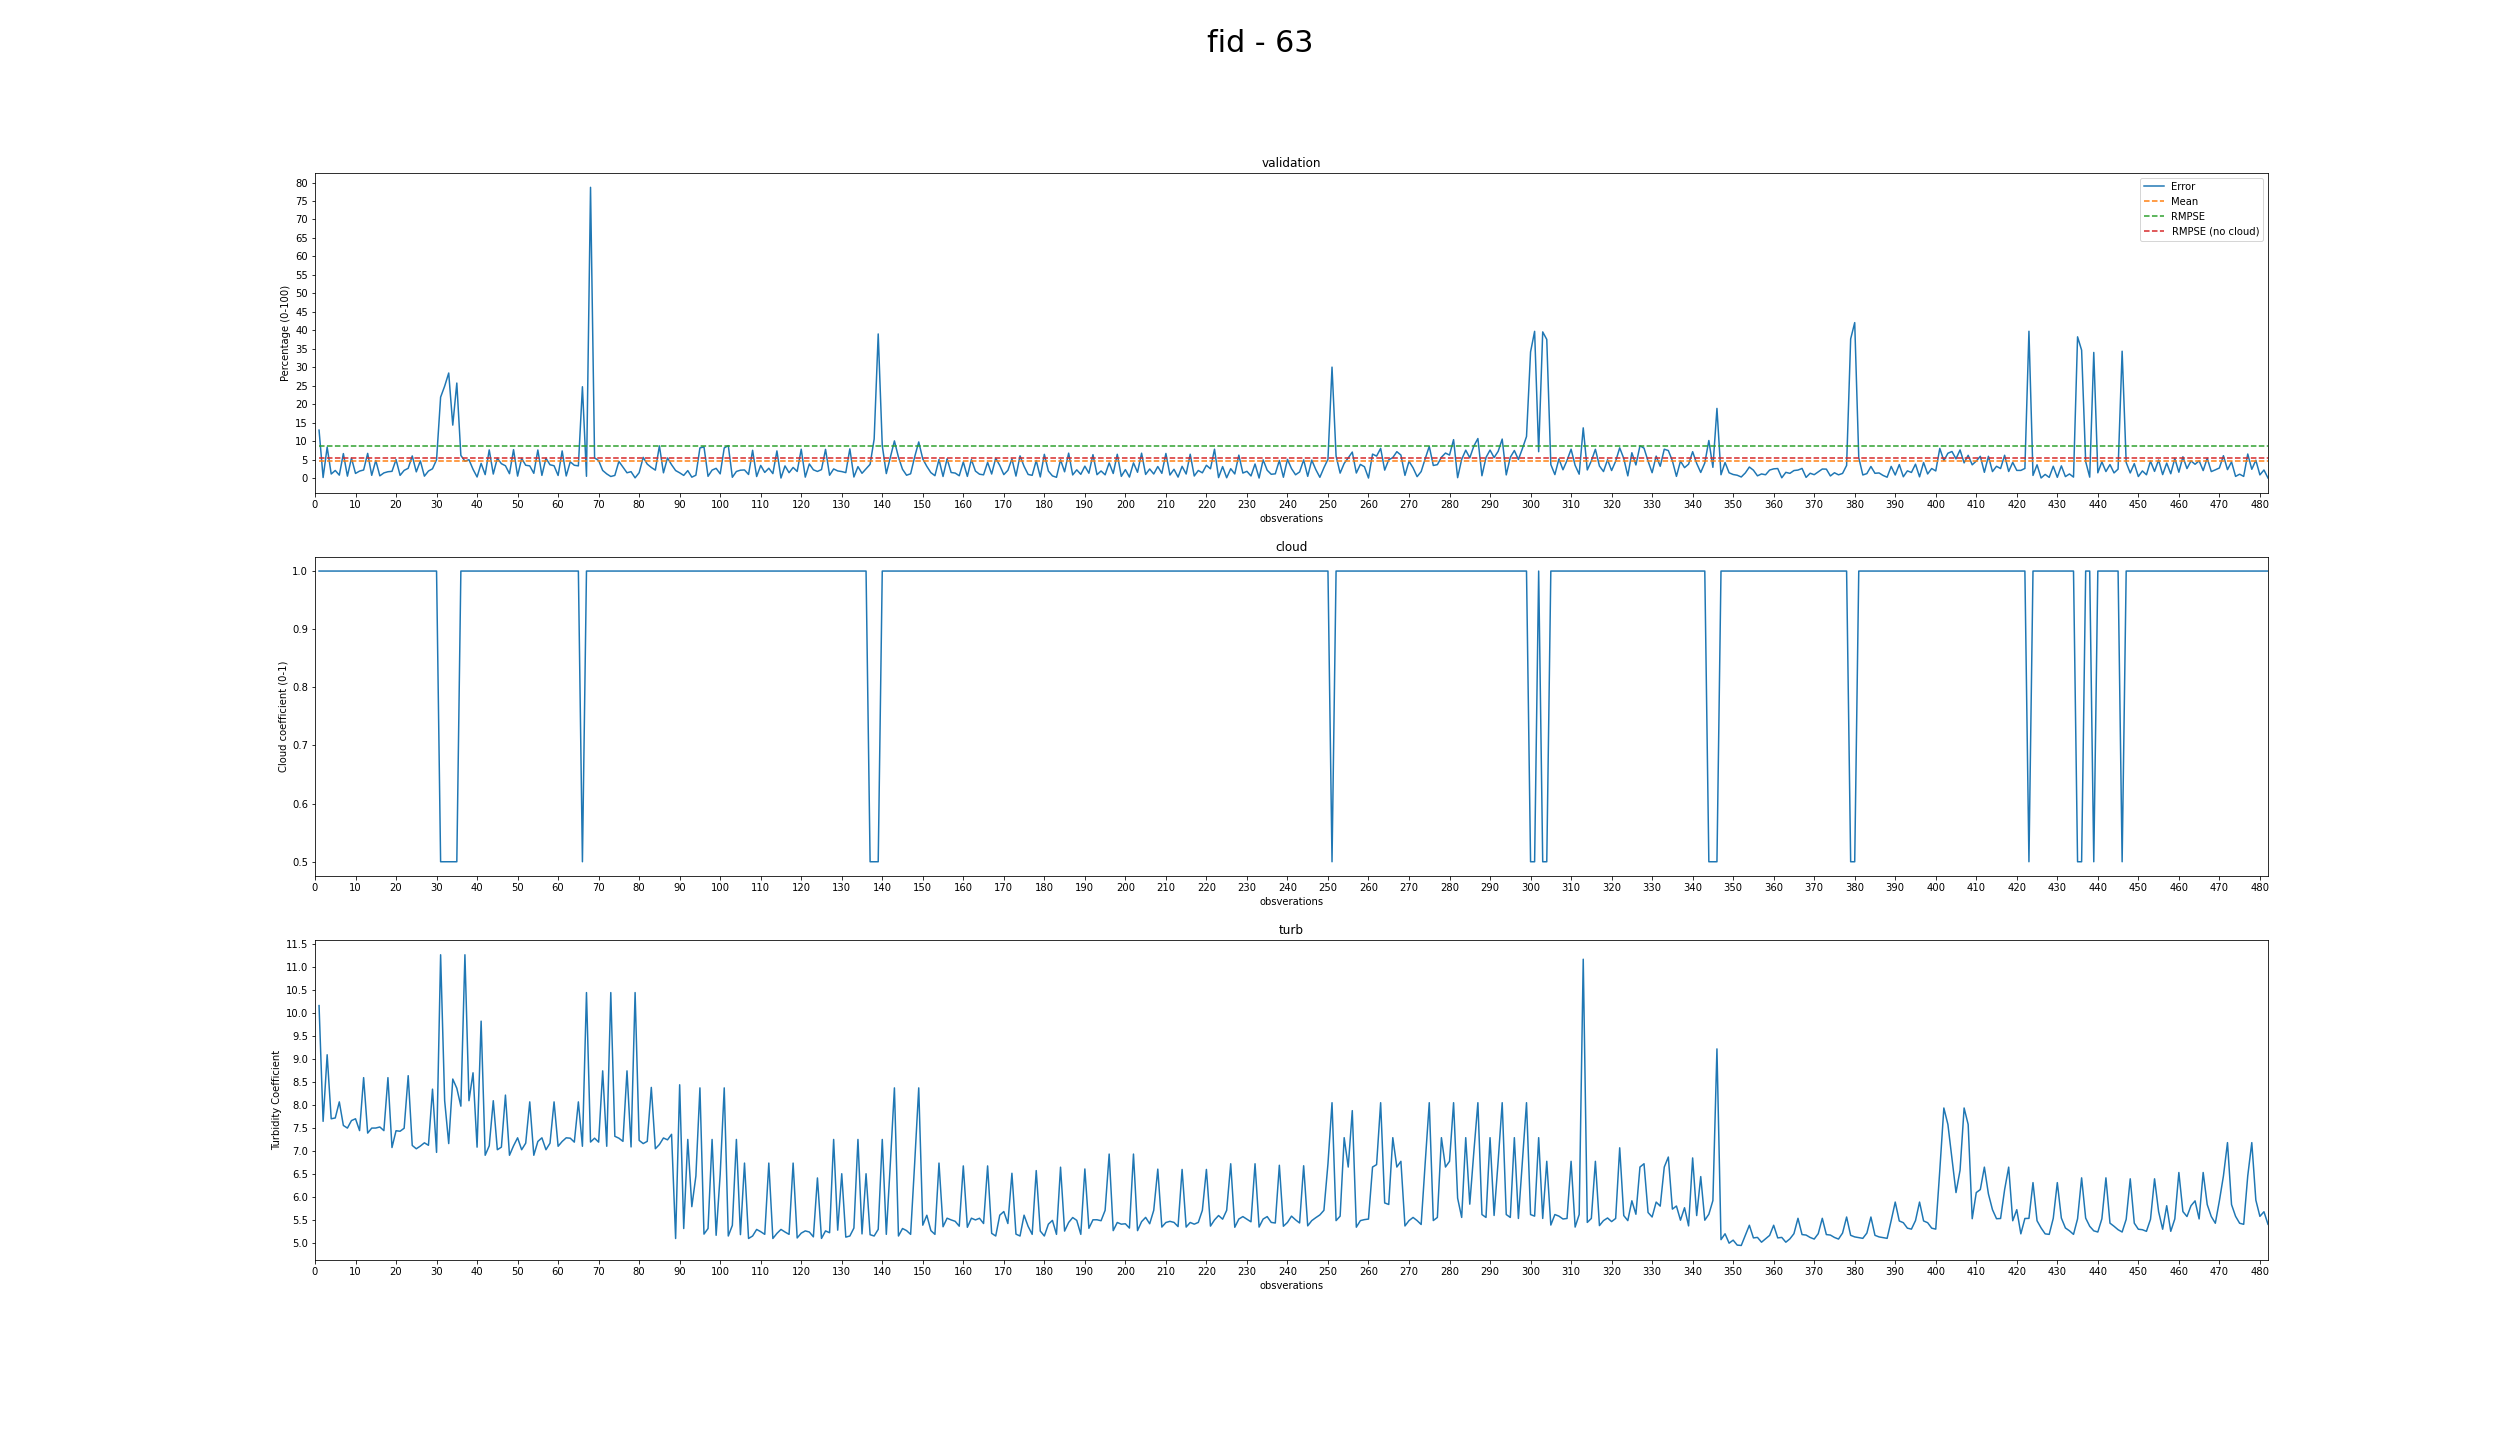 fid - 63
validation
80
75
70
65
60
55
50
45
40
35
30
25
20
15
10
5
0
Percentage (0-100)
Error
Mean
RMPSE
RMPSE (no cloud)
0 10 20 30 40 50 60 70 80 90 100 110 120 130 140 150 160 170 180 190 200 210 220 230 240 250 260 270 280 290 300 310 320 330 340 350 360 370 380 390 400 410 420 430 440 450 460 470 480
obsverations
cloud
1.0
0.9
0.8
0.7
0.6
0.5
Cloud coefficient (0-1)
0 10 20 30 40 50 60 70 80 90 100 110 120 130 140 150 160 170 180 190 200 210 220 230 240 250 260 270 280 290 300 310 320 330 340 350 360 370 380 390 400 410 420 430 440 450 460 470 480
obsverations
turb
11.5
11.0
10.5
10.0
9.5
9.0
8.5
8.0
7.5
7.0
6.5
6.0
5.5
5.0
Turbidity Coefficient
0 10 20 30 40 50 60 70 80 90 100 110 120 130 140 150 160 170 180 190 200 210 220 230 240 250 260 270 280 290 300 310 320 330 340 350 360 370 380 390 400 410 420 430 440 450 460 470 480
obsverations